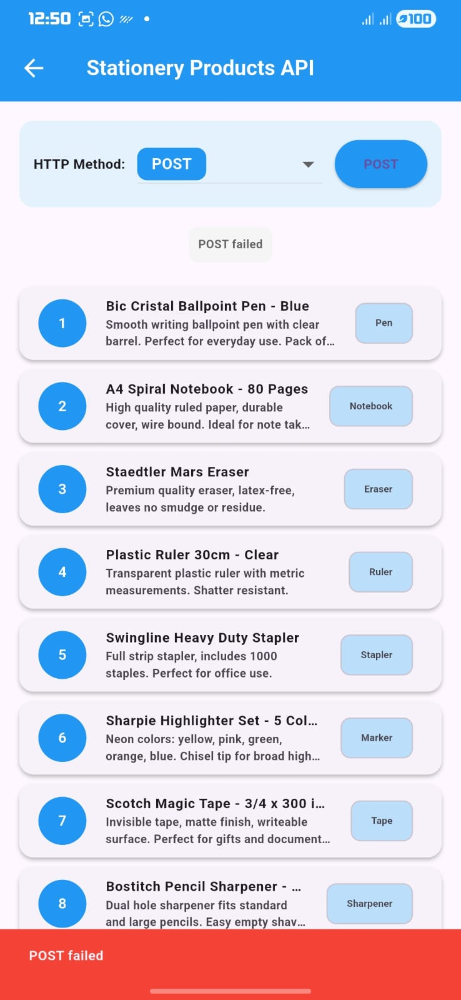 12:50
100
Stationery Products API
HTTP Method:
POST
POST
POST failed
1
Bic Cristal Ballpoint Pen - Blue
Smooth writing ballpoint pen with clear
barrel. Perfect for everyday use. Pack of…
Pen
2
A4 Spiral Notebook - 80 Pages
High quality ruled paper, durable
cover, wire bound. Ideal for note tak…
Notebook
3
Staedtler Mars Eraser
Premium quality eraser, latex-free,
leaves no smudge or residue.
Eraser
4
Plastic Ruler 30cm - Clear
Transparent plastic ruler with metric
measurements. Shatter resistant.
Ruler
5
Swingline Heavy Duty Stapler
Full strip stapler, includes 1000
staples. Perfect for office use.
Stapler
6
Sharpie Highlighter Set - 5 Col…
Neon colors: yellow, pink, green,
orange, blue. Chisel tip for broad high…
Marker
7
Scotch Magic Tape - 3/4 x 300 i…
Invisible tape, matte finish, writeable
surface. Perfect for gifts and document…
Tape
8
Bostitch Pencil Sharpener - …
Dual hole sharpener fits standard
and large pencils. Easy empty shav…
Sharpener
POST failed